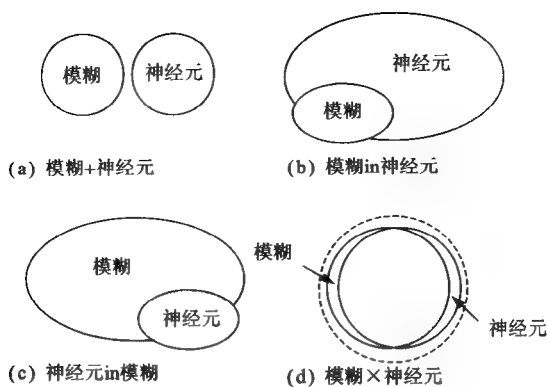 模糊
神经元
(a) 模糊+神经元
神经元
模糊
(b) 模糊in神经元
模糊
神经元
(c) 神经元in模糊
模糊
神经元
(d) 模糊×神经元